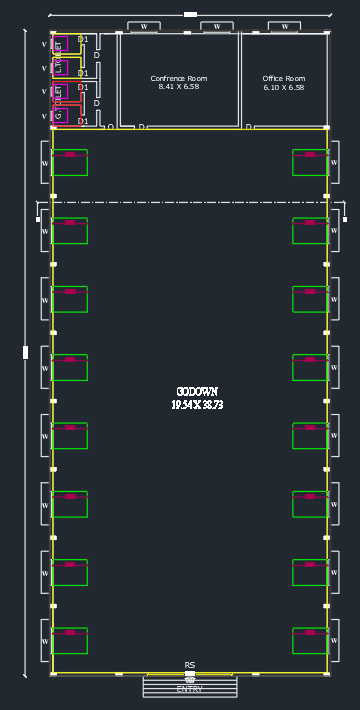 W W W
V L.TOILET D1 D
V D1
V G.TOILET D
V D1
Confrence Room
8.41 X 6.58
Office Room
6.10 X 6.58
D D D
W W
W W
W W
W W
GODOWN
19.54 X 38.73
W W
W W
W W
W W
RS
ENTRY